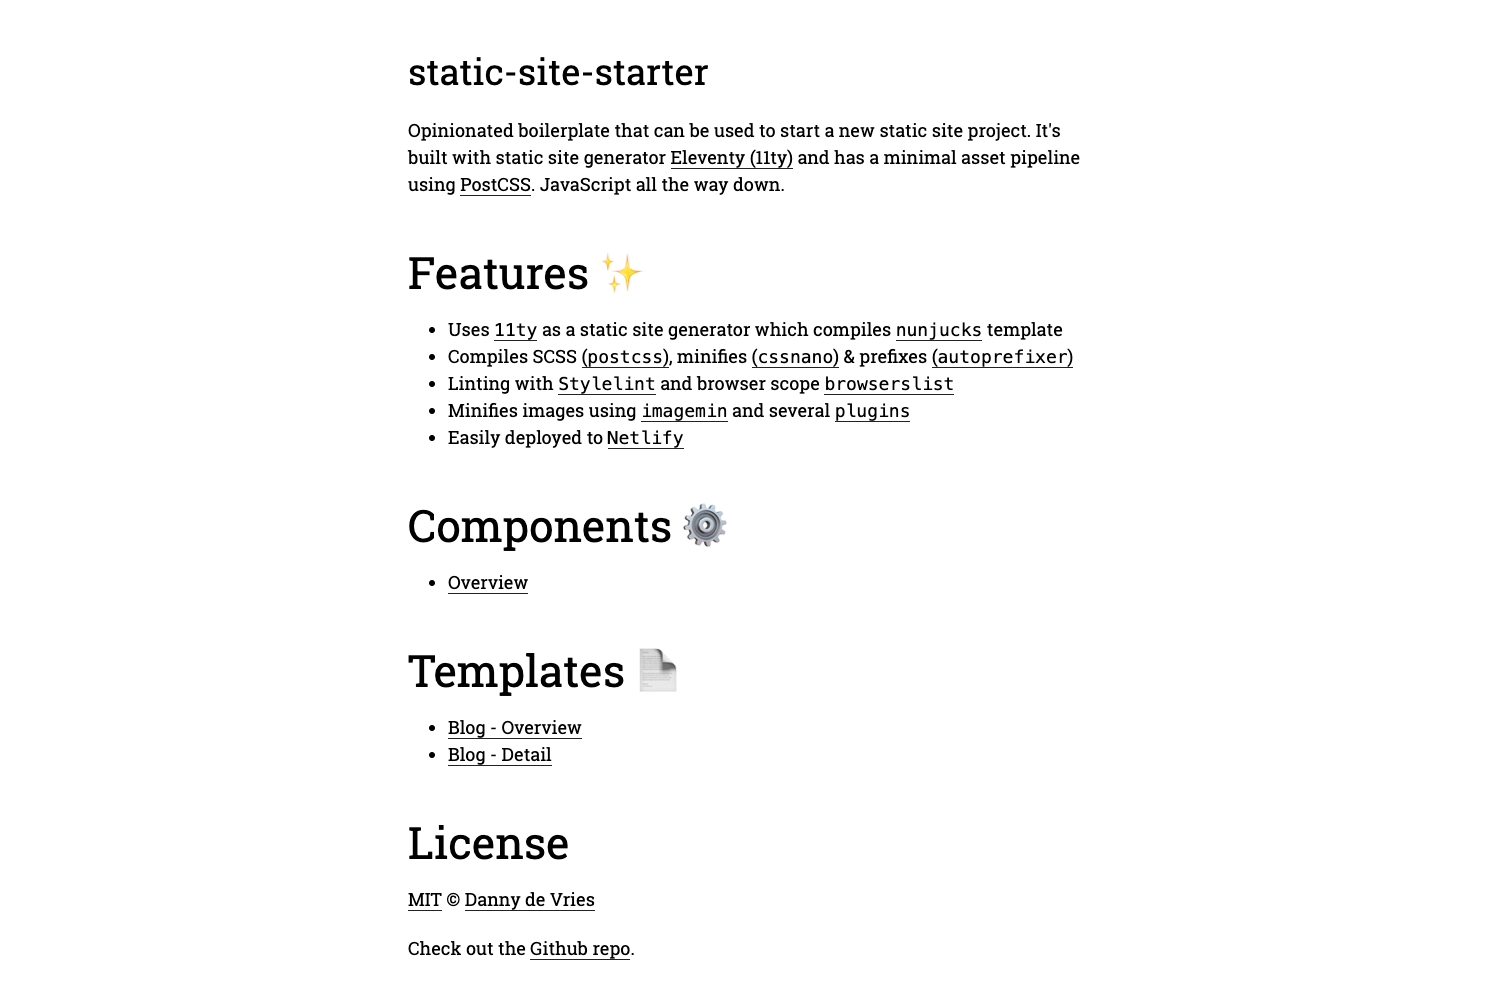 static-site-starter
Opinionated boilerplate that can be used to start a new static site project. It's
built with static site generator Eleventy (11ty) and has a minimal asset pipeline
using PostCSS. JavaScript all the way down.
Features ✨
• Uses 11ty as a static site generator which compiles nunjucks template
• Compiles SCSS (postcss), minifies (cssnano) & prefixes (autoprefixer)
• Linting with Stylelint and browser scope browserslist
• Minifies images using imagemin and several plugins
• Easily deployed to Netlify
Components ⚙️
• Overview
Templates 📄
• Blog - Overview
• Blog - Detail
License
MIT © Danny de Vries
Check out the Github repo.